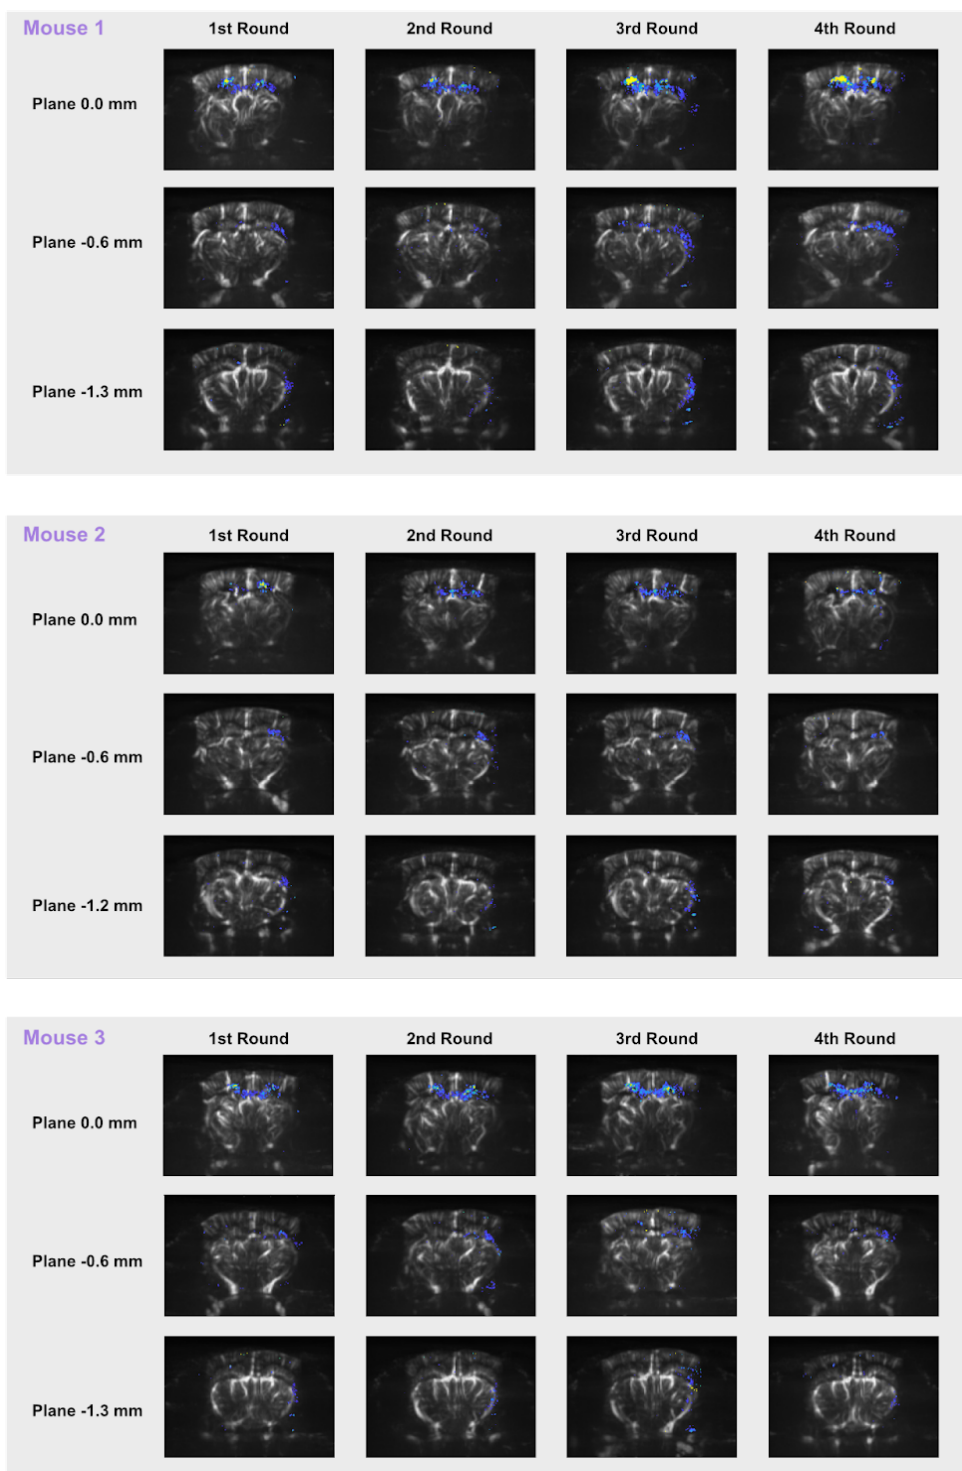 Mouse 1
1st Round 2nd Round 3rd Round 4th Round
Plane 0.0 mm
Plane -0.6 mm
Plane -1.3 mm
Mouse 2
1st Round 2nd Round 3rd Round 4th Round
Plane 0.0 mm
Plane -0.6 mm
Plane -1.2 mm
Mouse 3
1st Round 2nd Round 3rd Round 4th Round
Plane 0.0 mm
Plane -0.6 mm
Plane -1.3 mm